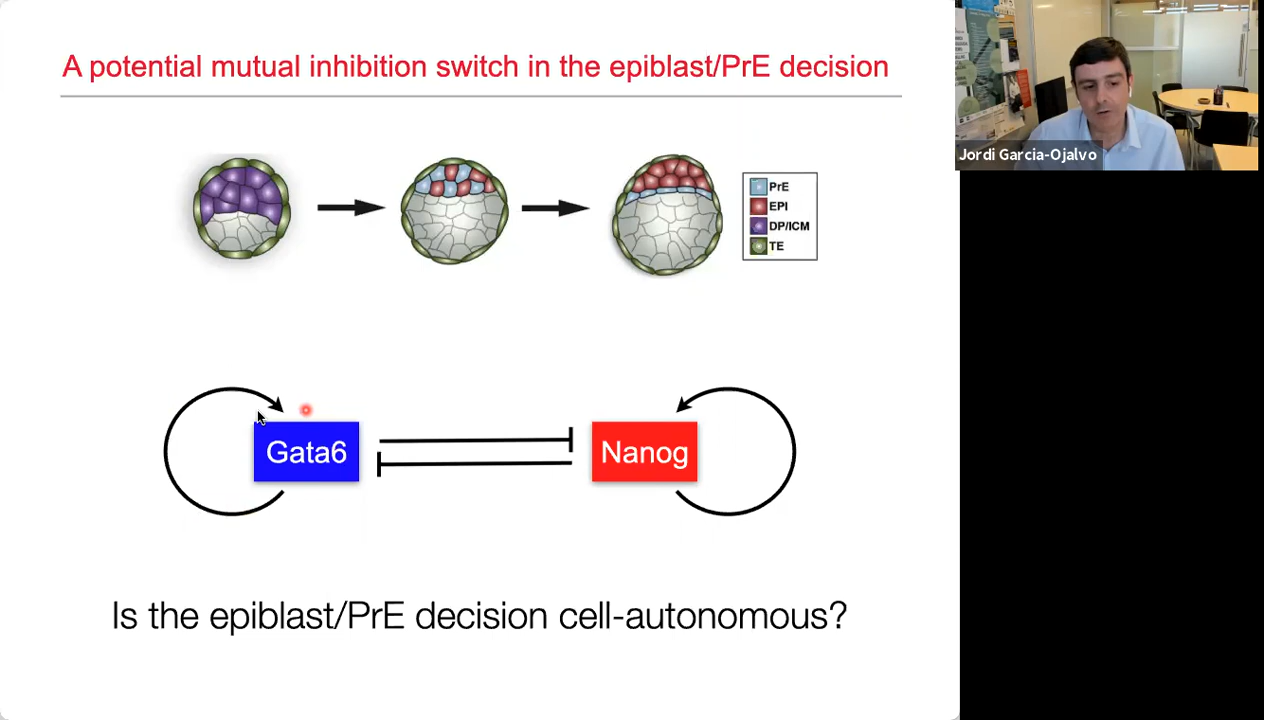 A potential mutual inhibition switch in the epiblast/PrE decision
Jordi Garcia-Ojalvo
PrE
EPI
DP/ICM
TE
Gata6
Nanog
Is the epiblast/PrE decision cell-autonomous?